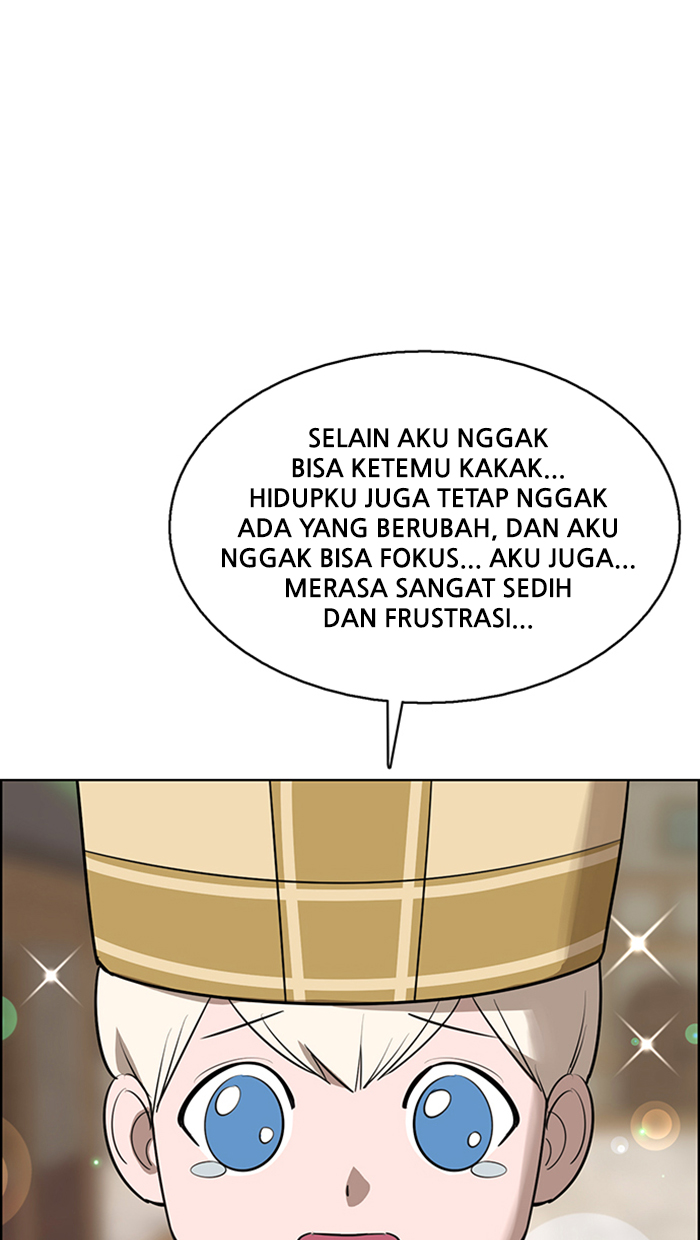 SELAIN AKU NGGAK
BISA KETEMU KAKAK...
HIDUPKU JUGA TETAP NGGAK
ADA YANG BERUBAH, DAN AKU
NGGAK BISA FOKUS... AKU JUGA...
MERASA SANGAT SEDIH
DAN FRUSTRASI...